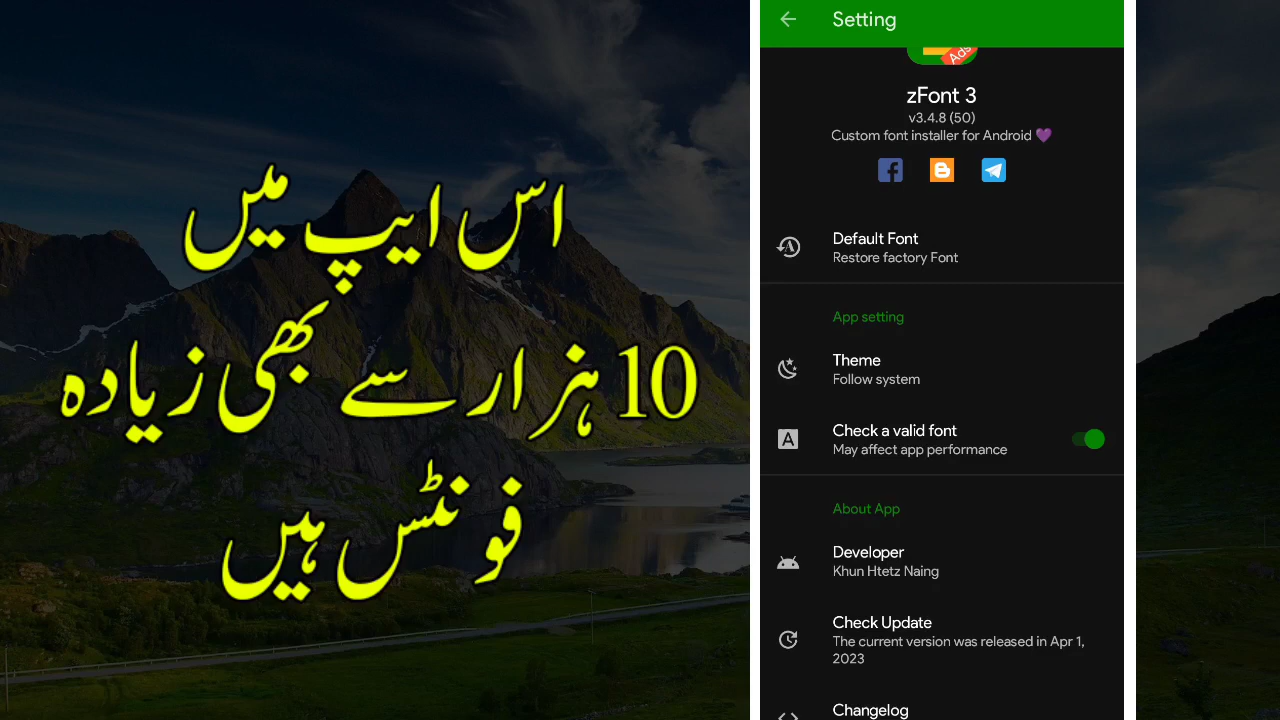 اس ایپ میں
10 ہزار سے بھی زیادہ
فونٹس ہیں
Setting
Ads
zFont 3
v3.4.8 (50)
Custom font installer for Android 💜
Default Font
Restore factory Font
App setting
Theme
Follow system
Check a valid font
May affect app performance
About App
Developer
Khun Htetz Naing
Check Update
The current version was released in Apr 1,
2023
Changelog